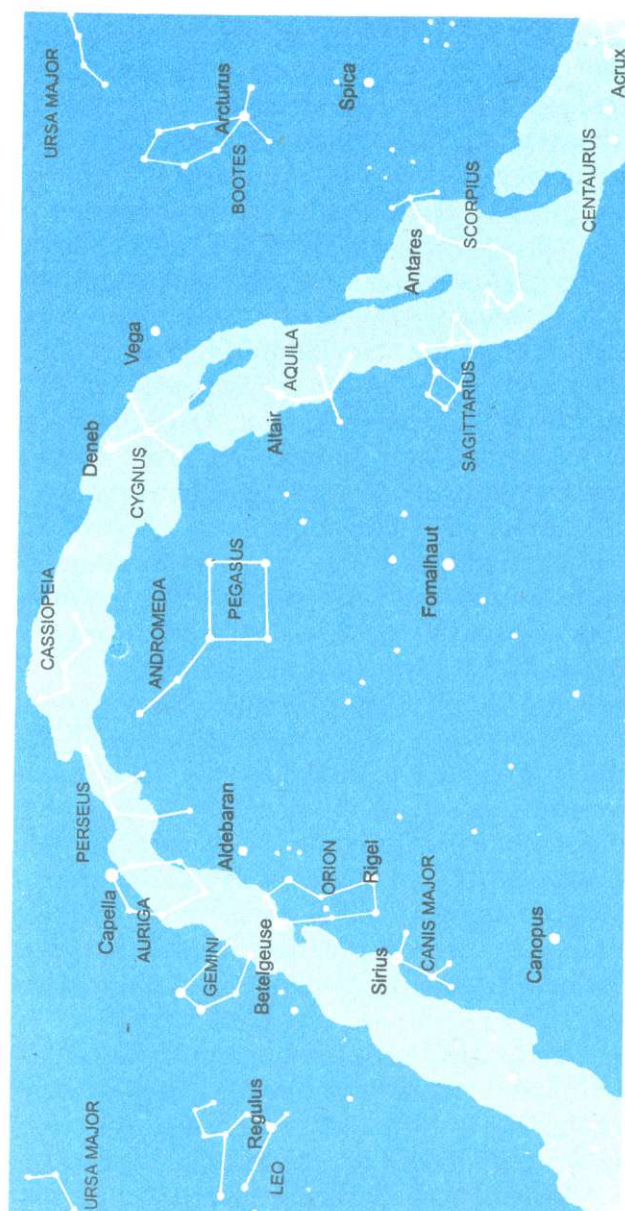 CASSIOPEIA
URSA MAJOR
URSA MAJOR
PERSEUS
Deneb
Capella
CYGNUS
Vega
AURIGA
ANDROMEDA
GEMINI
Arcturus
Aldebaran
PEGASUS
BOOTES
Regulus
Betelgeuse
LEO
Altair
AQUILA
ORION
Spica
Rigel
Sirius
Antares
CANIS MAJOR
Fomalhaut
SAGITTARIUS
SCORPIUS
Canopus
CENTAURUS
Acrux